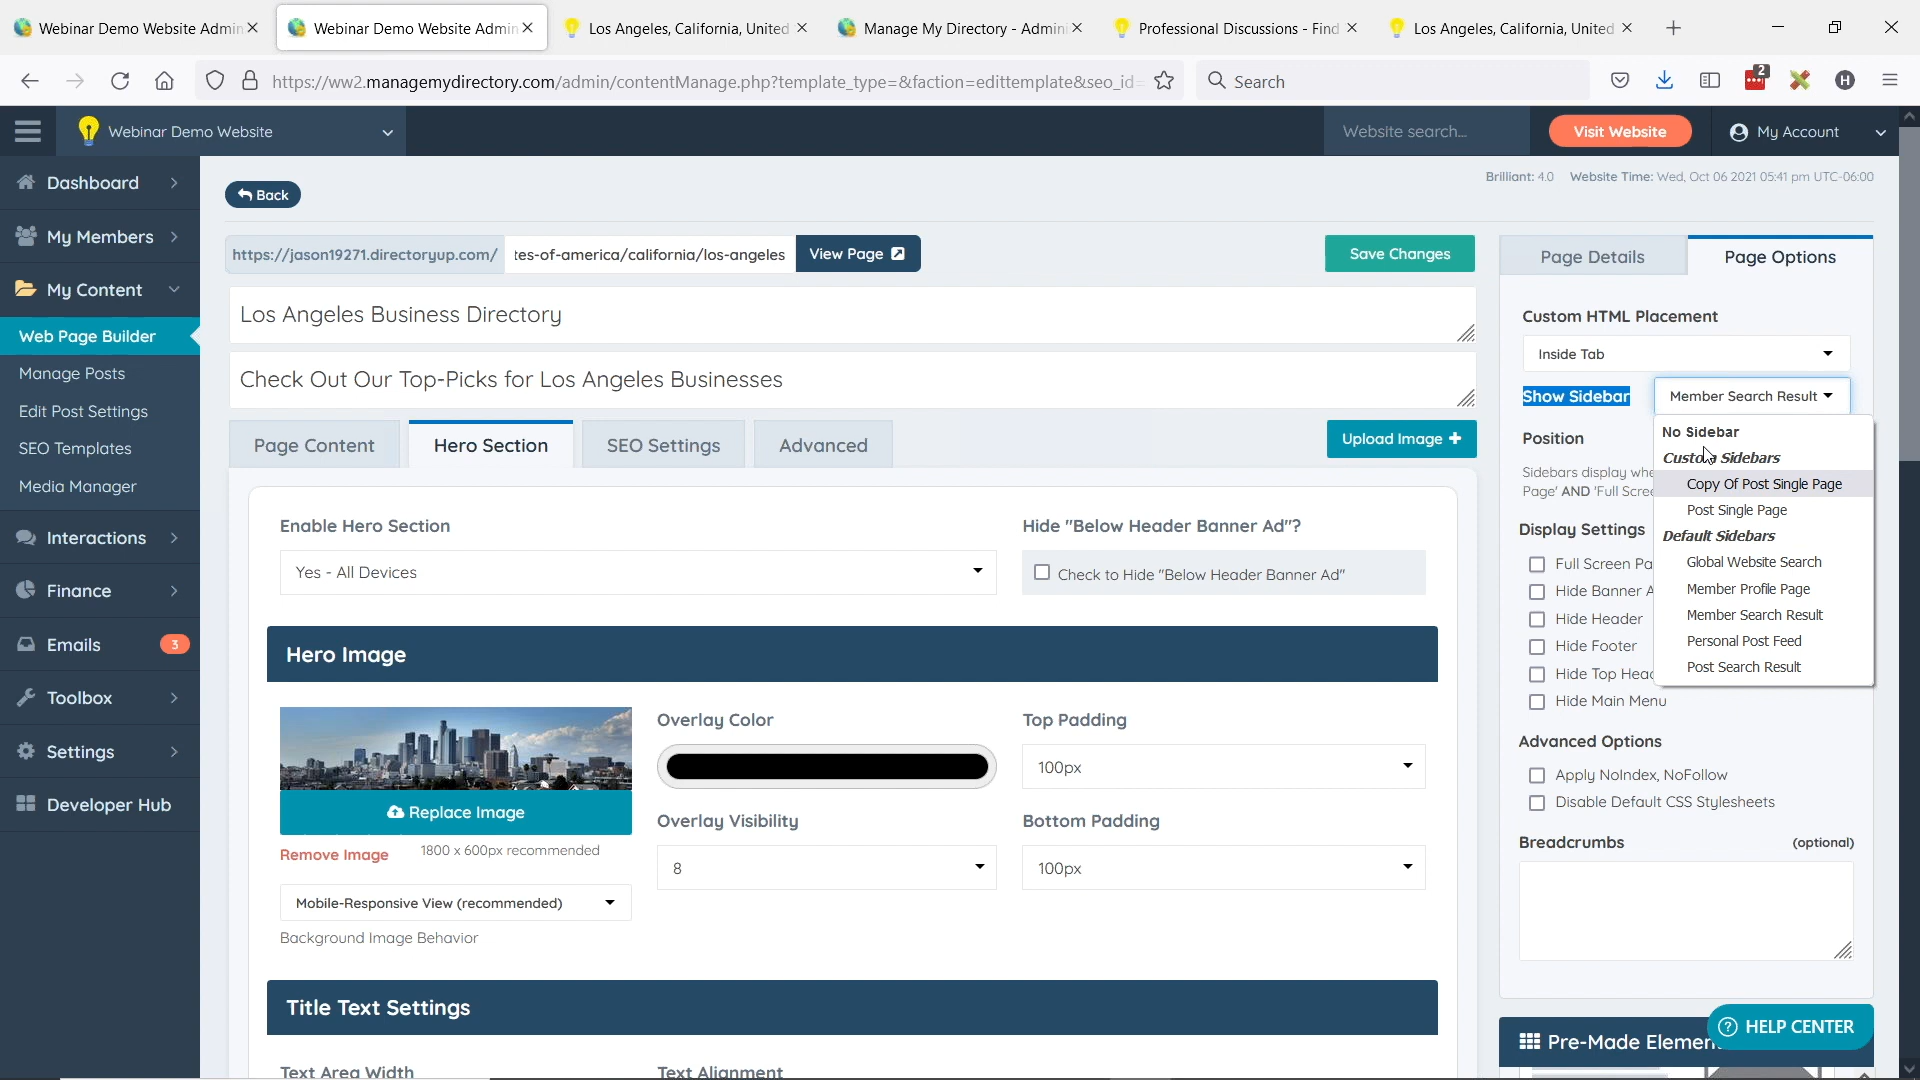 Webinar Demo Website Admin
Webinar Demo Website Admin
Los Angeles, California, United
Manage My Directory - Admini
Professional Discussions - Find
Los Angeles, California, United
https://ww2.managemydirectory.com/admin/contentManage.php?template_type=&faction=edittemplate&seo_id=
Search
2
H
Webinar Demo Website
Website search...
Visit Website
My Account
Dashboard
My Members
My Content
Web Page Builder
Manage Posts
Edit Post Settings
SEO Templates
Media Manager
Interactions
Finance
Emails
3
Toolbox
Settings
Developer Hub
Back
Brilliant: 4.0 Website Time: Wed, Oct 06 2021 05:41 pm UTC-06:00
https://jason19271.directoryup.com/
tes-of-america/california/los-angeles
View Page
Save Changes
Los Angeles Business Directory
Check Out Our Top-Picks for Los Angeles Businesses
Page Content
Hero Section
SEO Settings
Advanced
Upload Image +
Enable Hero Section
Yes - All Devices
Hide "Below Header Banner Ad"?
Check to Hide "Below Header Banner Ad"
Hero Image
Replace Image
Remove Image
1800 x 600px recommended
Mobile-Responsive View (recommended)
Background Image Behavior
Overlay Color
Overlay Visibility
8
Top Padding
100px
Bottom Padding
100px
Title Text Settings
Text Area Width
Text Alignment
Page Details
Page Options
Custom HTML Placement
Inside Tab
Show Sidebar
Member Search Result
No Sidebar
Custom Sidebars
Copy Of Post Single Page
Post Single Page
Default Sidebars
Global Website Search
Member Profile Page
Member Search Result
Personal Post Feed
Post Search Result
Position
Sidebars display whe
Page' AND 'Full Scree
Display Settings
Full Screen Pa
Hide Banner A
Hide Header
Hide Footer
Hide Top Head
Hide Main Menu
Advanced Options
Apply NoIndex, NoFollow
Disable Default CSS Stylesheets
Breadcrumbs
(optional)
Pre-Made Elemen
HELP CENTER